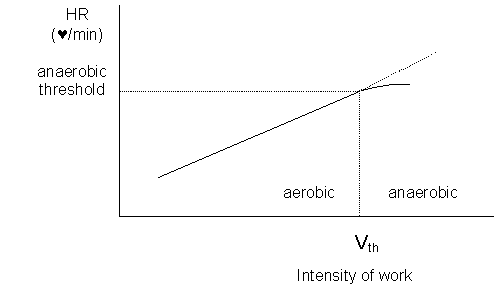 HR
(♥/min)
anaerobic
threshold
aerobic
anaerobic
Vth
Intensity of work